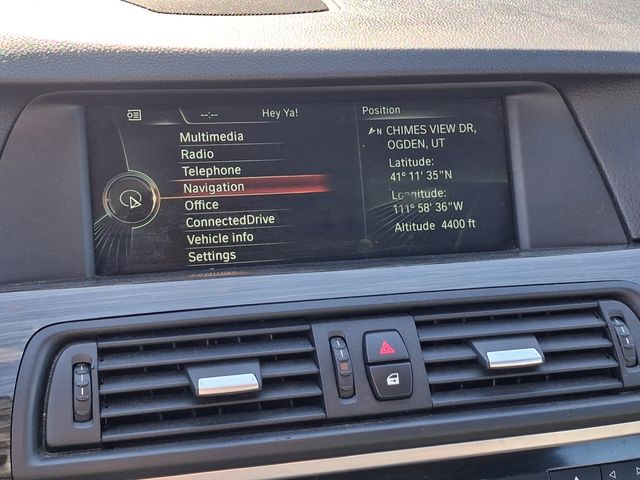 --:-- Hey Ya!
Multimedia
Radio
Telephone
Navigation
Office
ConnectedDrive
Vehicle info
Settings
Position
N CHIMES VIEW DR,
OGDEN, UT
Latitude:
41° 11' 35"N
Longitude:
111° 58' 36"W
Altitude 4400 ft